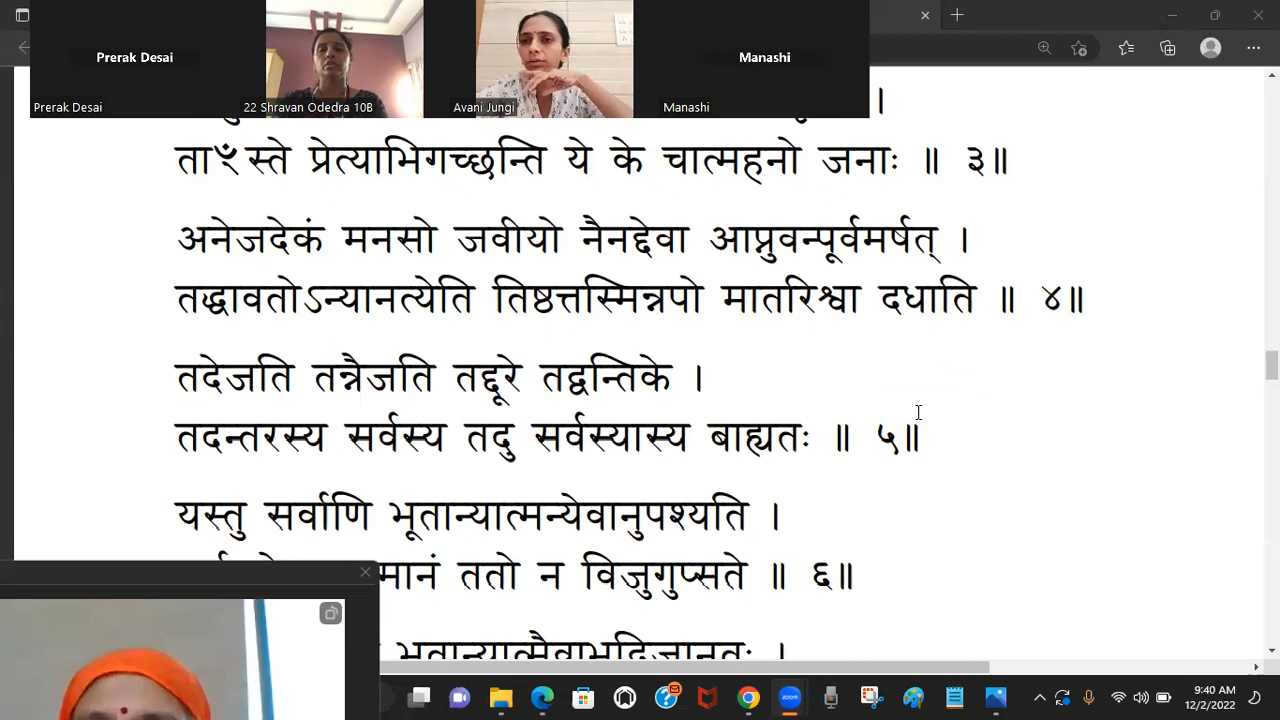 Prerak Desai
Manashi
Prerak Desai
22 Shravan Odedra 10B
Avani Jungi
Manashi
ताꣳस्ते प्रेत्याभिगच्छन्ति ये के चात्महनो जनाः ॥ ३॥
अनेजदेकं मनसो जवीयो नैनद्देवा आप्नुवन्पूर्वमर्षत् ।
तद्धावतोऽन्यानत्येति तिष्ठत्तस्मिन्नपो मातरिश्वा दधाति ॥ ४॥
तदेजति तन्नैजति तद्दूरे तद्वन्तिके ।
तदन्तरस्य सर्वस्य तदु सर्वस्यास्य बाह्यतः ॥ ५॥
यस्तु सर्वाणि भूतान्यात्मन्येवानुपश्यति ।
मानं ततो न विजुगुप्सते ॥ ६॥
zoom
9:40 AM
12/2/2022